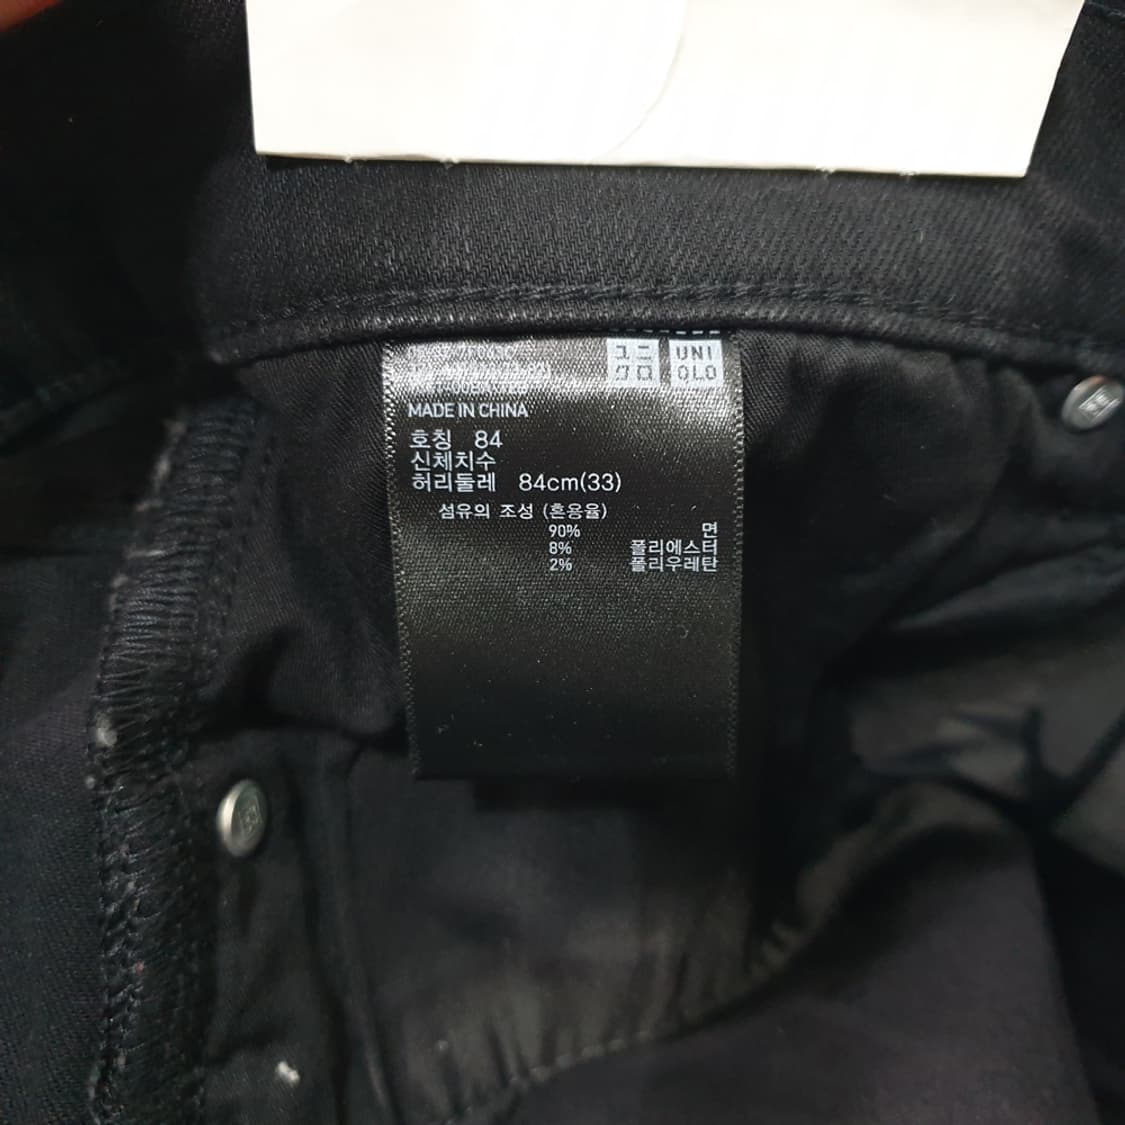 ユニ UNI
クロ QLO
MADE IN CHINA
호칭 84
신체치수
허리둘레 84cm(33)
섬유의 조성 (혼용율)
90% 면
8% 폴리에스터
2% 폴리우레탄